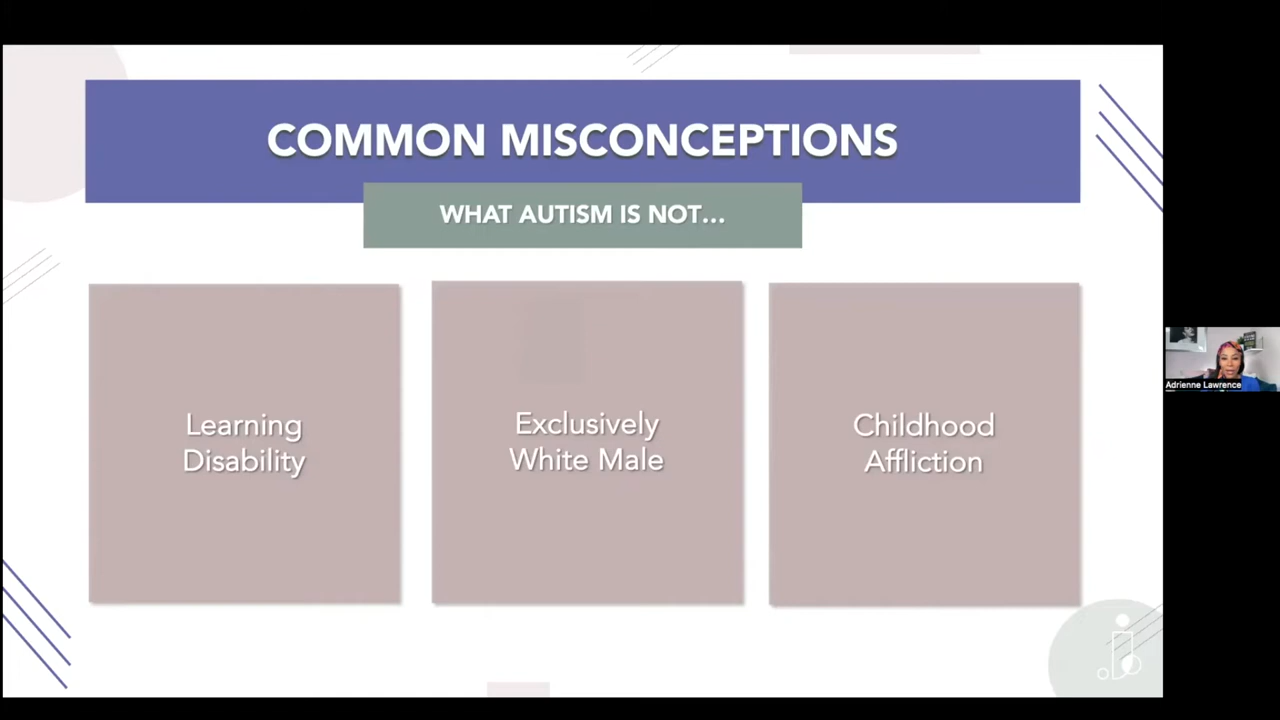 COMMON MISCONCEPTIONS
WHAT AUTISM IS NOT...
Learning
Disability
Exclusively
White Male
Childhood
Affliction
Adrienne Lawrence